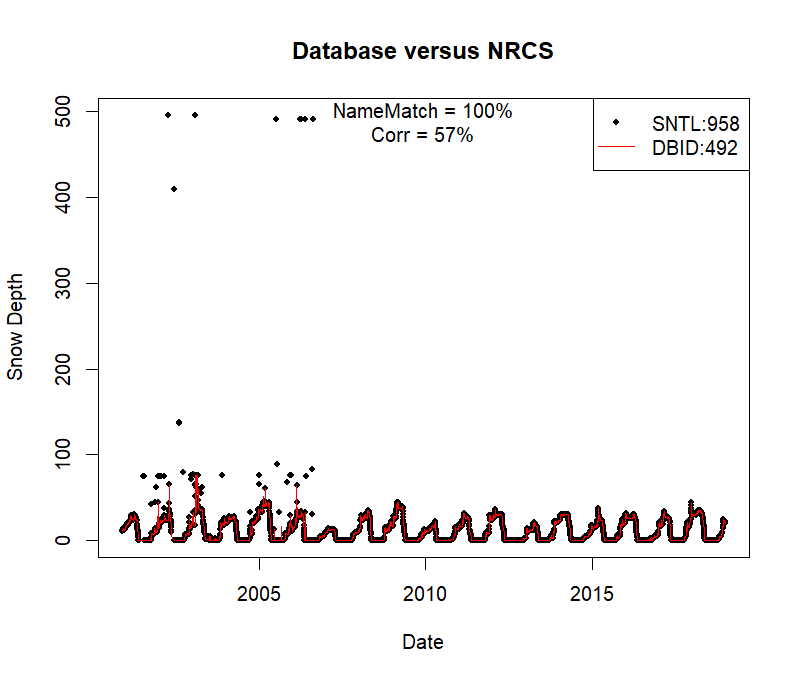 Database versus NRCS
NameMatch = 100%
Corr = 57%
SNTL:958
DBID:492
500
400
300
200
100
0
Snow Depth
2005
2010
2015
Date